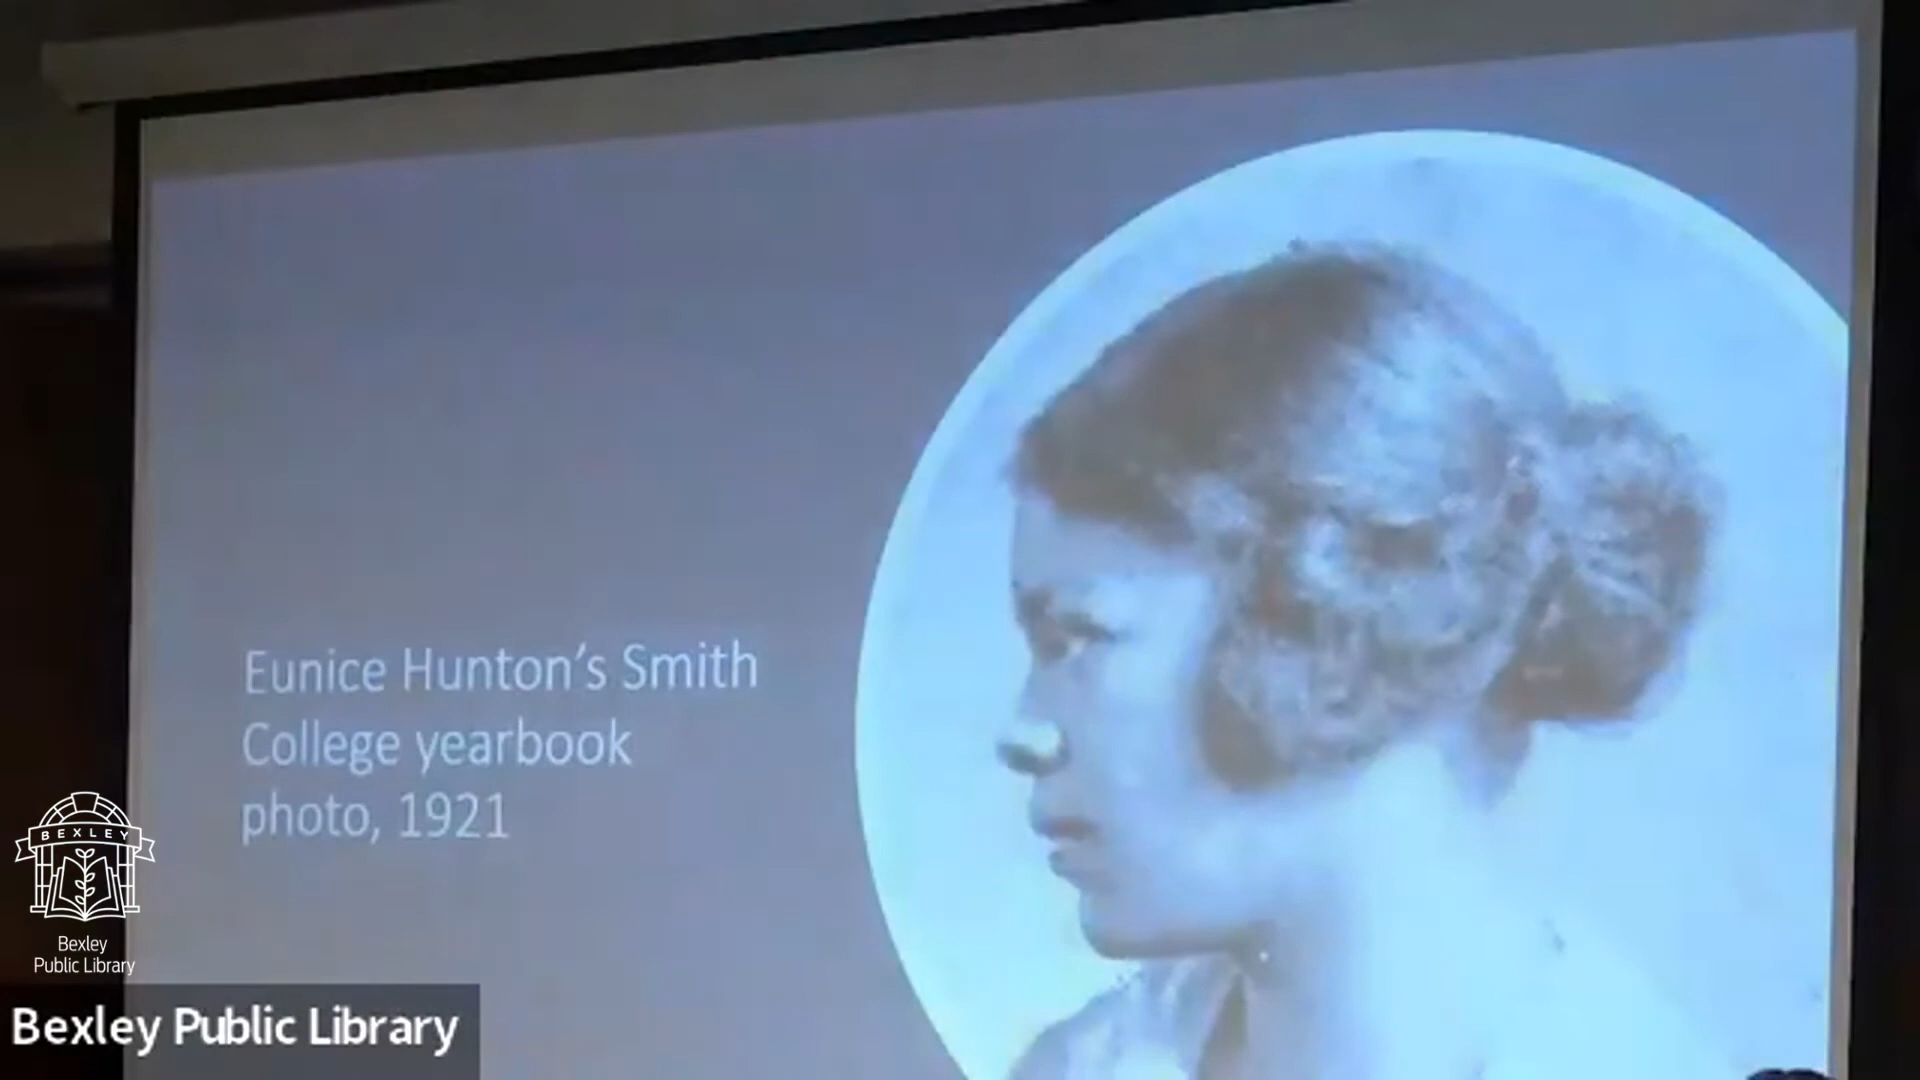 Eunice Hunton's Smith
College yearbook
photo, 1921
BEXLEY
Bexley
Public Library
Bexley Public Library